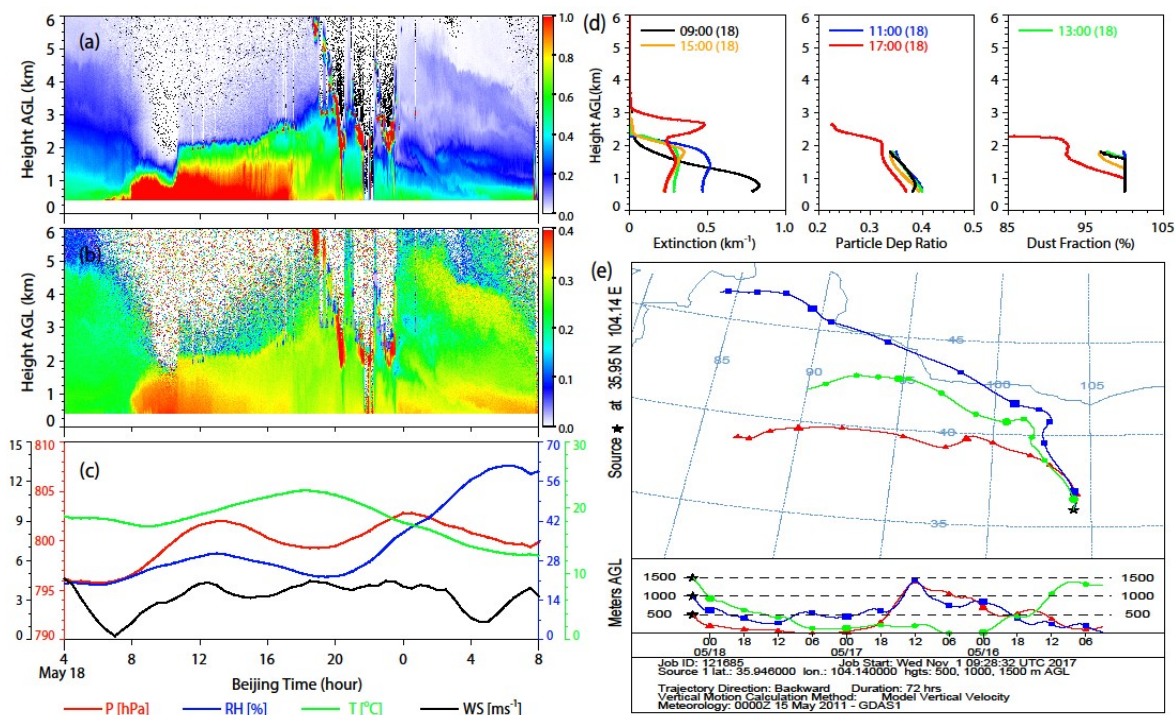 (a)
Height AGL (km)
6
5
4
3
2
1
0
1.0
0.8
0.6
0.4
0.2
0.0
(b)
Height AGL (km)
6
5
4
3
2
1
0
0.4
0.3
0.2
0.1
0.0
(c)
15
12
9
6
3
0
810
805
800
795
790
70
60
50
40
30
20
10
0
30
20
10
0
4 8 12 16 20 0 4 8
May 18
Beijing Time (hour)
P [hPa] RH [%] T [°C] WS [ms-1]
(d)
Height AGL(km)
6
5
4
3
2
1
0
09:00 (18)
15:00 (18)
11:00 (18)
17:00 (18)
13:00 (18)
0.0 0.5 1.0
Extinction (km-1)
0.2 0.3 0.4 0.5
Particle Dep Ratio
85 95 105
Dust Fraction (%)
(e)
Source ★ at 35.95 N 104.14 E
85
90
95
100
105
45
40
35
Meters AGL
1500 1500
1000 1000
500 500
00 18 12 06 00 18 12 06 00 18 12 06
05/18 05/17 05/16
Job ID: 121685 Job Start: Wed Nov 1 09:28:32 UTC 2017
Source 1 lat.: 35.946000 lon.: 104.140000 hgts: 500, 1000, 1500 m AGL
Trajectory Direction: Backward Duration: 72 hrs
Vertical Motion Calculation Method: Model Vertical Velocity
Meteorology: 0000Z 15 May 2011 - GDAS1